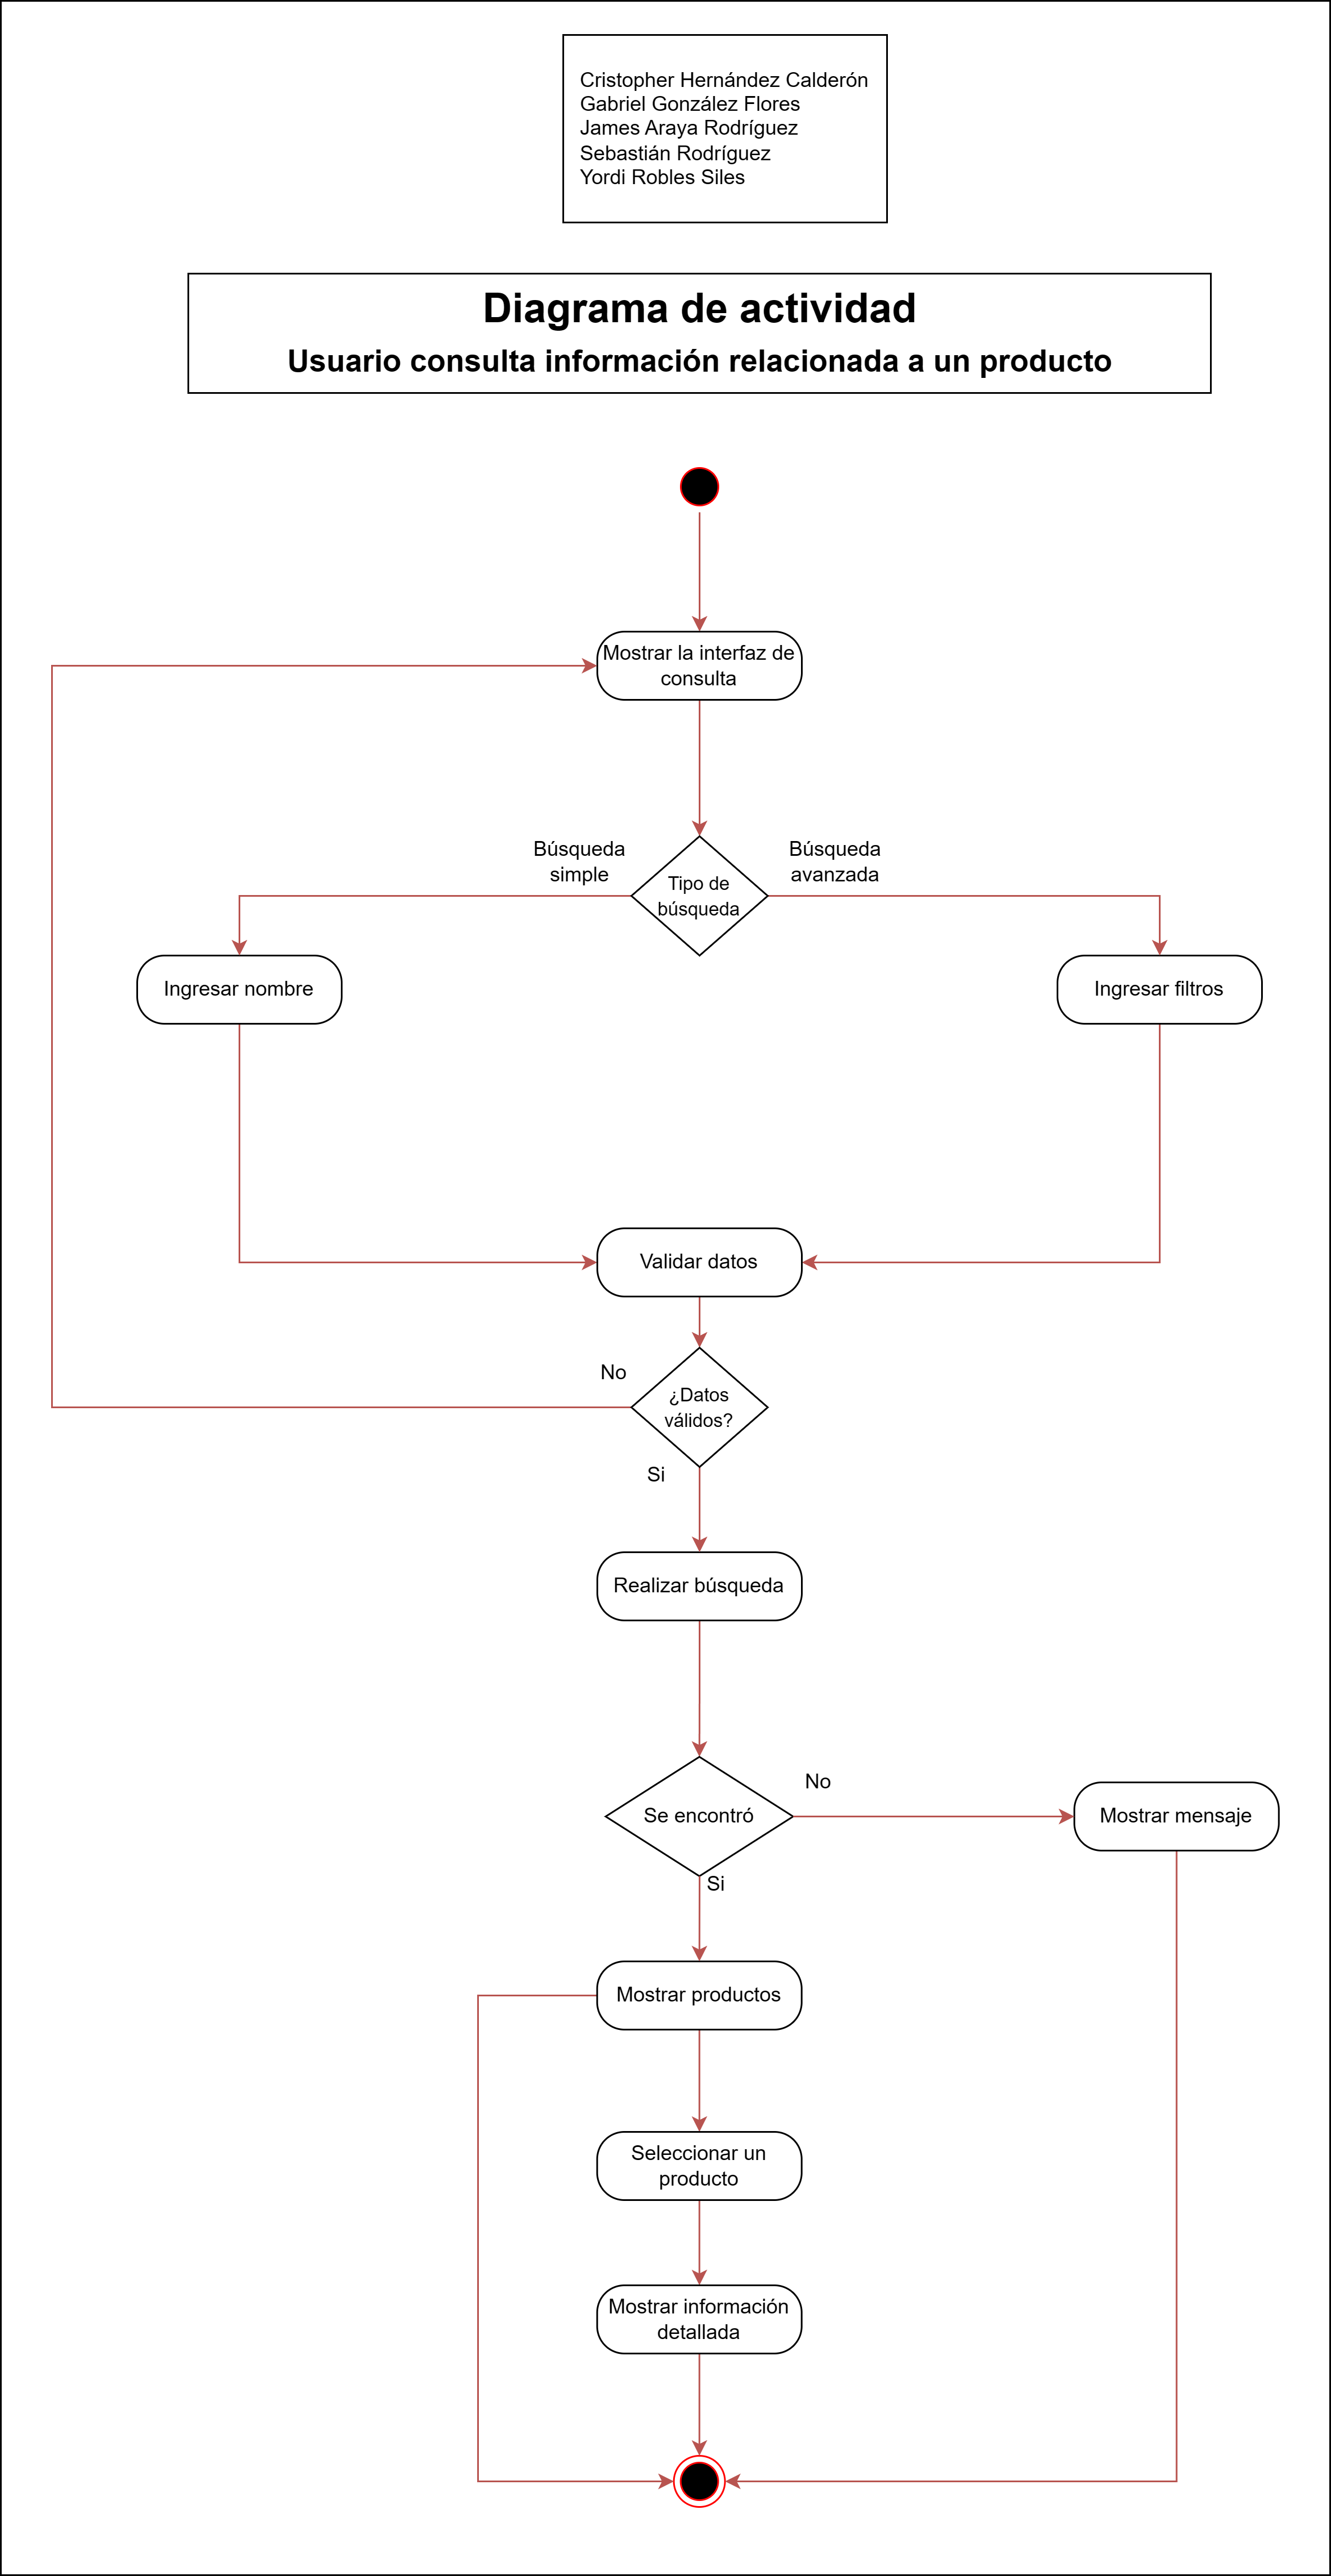 Cristopher Hernández Calderón
Gabriel González Flores
James Araya Rodríguez
Sebastián Rodríguez
Yordi Robles Siles
Diagrama de actividad
Usuario consulta información relacionada a un producto
Mostrar la interfaz de
consulta
Búsqueda
simple
Tipo de
búsqueda
Búsqueda
avanzada
Ingresar nombre
Ingresar filtros
Validar datos
No
¿Datos
válidos?
Si
Realizar búsqueda
Se encontró
No
Mostrar mensaje
Si
Mostrar productos
Seleccionar un
producto
Mostrar información
detallada